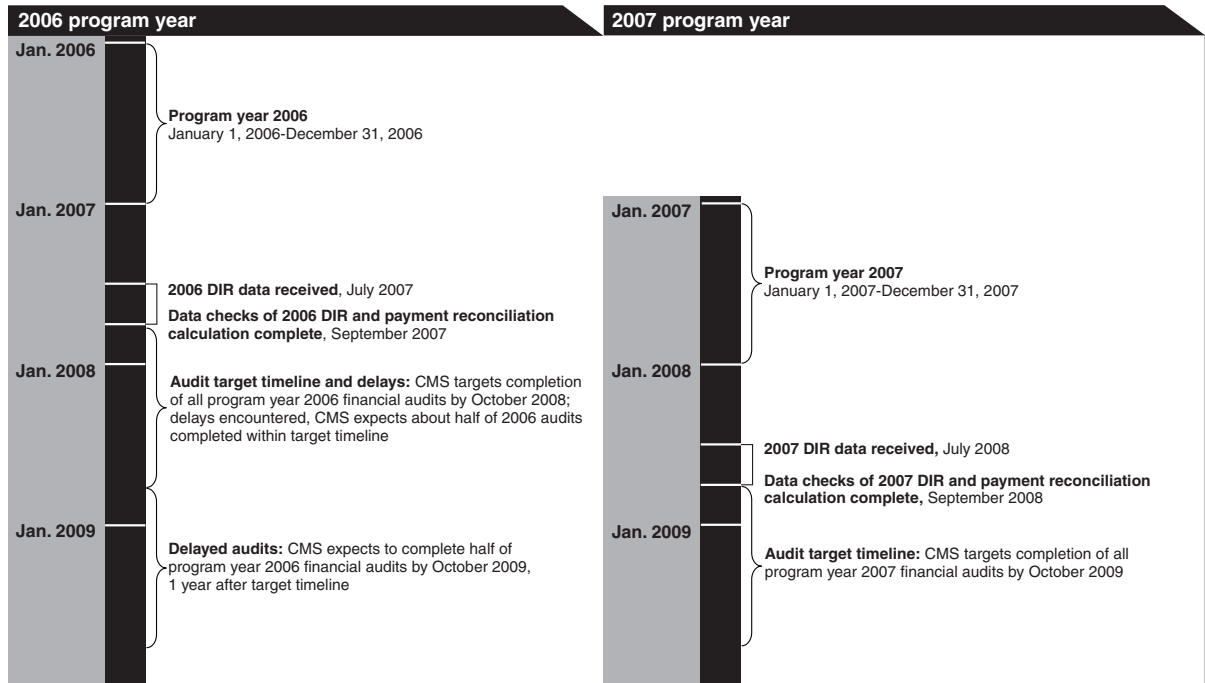 2006 program year
Jan. 2006
Program year 2006
January 1, 2006-December 31, 2006
Jan. 2007
2006 DIR data received, July 2007
Data checks of 2006 DIR and payment reconciliation
calculation complete, September 2007
Jan. 2008
Audit target timeline and delays: CMS targets completion
of all program year 2006 financial audits by October 2008;
delays encountered, CMS expects about half of 2006 audits
completed within target timeline
Jan. 2009
Delayed audits: CMS expects to complete half of
program year 2006 financial audits by October 2009,
1 year after target timeline
2007 program year
Jan. 2007
Program year 2007
January 1, 2007-December 31, 2007
Jan. 2008
2007 DIR data received, July 2008
Data checks of 2007 DIR and payment reconciliation
calculation complete, September 2008
Jan. 2009
Audit target timeline: CMS targets completion of all
program year 2007 financial audits by October 2009